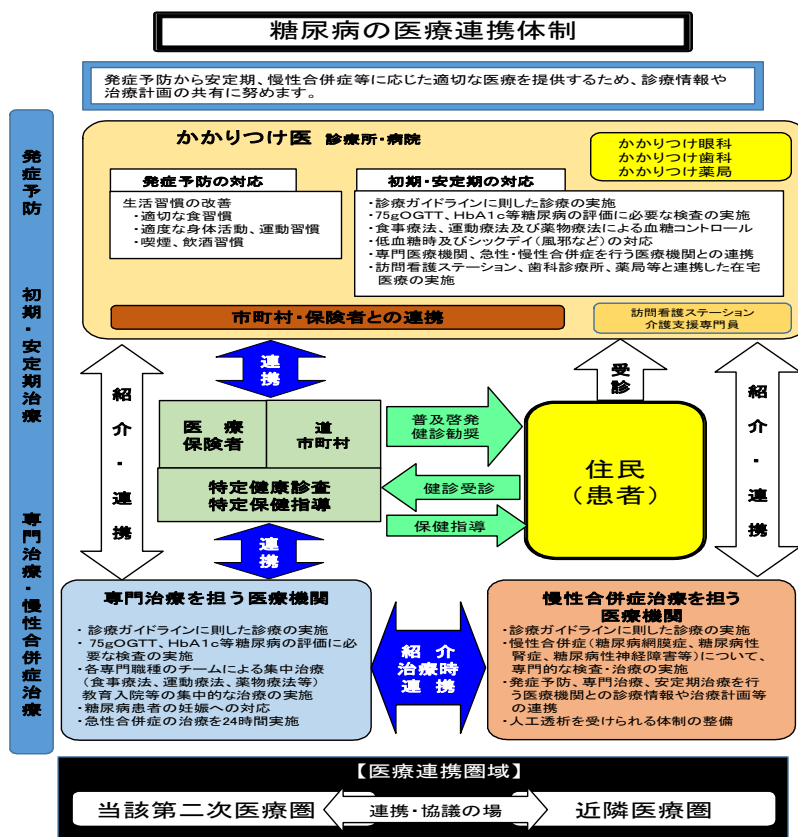 糖尿病の医療連携体制
発症予防から安定期、慢性合併症等に応じた適切な医療を提供するため、診療情報や
治療計画の共有に努めます。
発症予防
初期・安定期治療
専門治療・慢性合併症治療
かかりつけ医 診療所・病院
かかりつけ眼科
かかりつけ歯科
かかりつけ薬局
発症予防の対応
生活習慣の改善
・適切な食習慣
・適度な身体活動、運動習慣
・喫煙、飲酒習慣
初期・安定期の対応
・診療ガイドラインに則した診療の実施
・75gOGTT、HbA1c等糖尿病の評価に必要な検査の実施
・食事療法、運動療法及び薬物療法による血糖コントロール
・低血糖時及びシックデイ(風邪など)の対応
・専門医療機関、急性・慢性合併症を行う医療機関との連携
・訪問看護ステーション、歯科診療所、薬局等と連携した在宅
医療の実施
市町村・保険者との連携
訪問看護ステーション
介護支援専門員
紹介・連携
連携
受診
紹介・連携
医療
保険者
道
市町村
特定健康診査
特定保健指導
普及啓発
健診勧奨
健診受診
保健指導
住民
(患者)
連携
専門治療を担う医療機関
・診療ガイドラインに則した診療の実施
・75gOGTT、HbA1c等糖尿病の評価に必
要な検査の実施
・各専門職種のチームによる集中治療
(食事療法、運動療法、薬物療法等)
教育入院等の集中的な治療の実施
・糖尿病患者の妊娠への対応
・急性合併症の治療を24時間実施
紹介
治療時
連携
慢性合併症治療を担う
医療機関
・診療ガイドラインに則した診療の実施
・慢性合併症(糖尿病網膜症、糖尿病性
腎症、糖尿病性神経障害等)について、
専門的な検査・治療の実施
・発症予防、専門治療、安定期治療を行
う医療機関との診療情報や治療計画等
の連携
・人工透析を受けられる体制の整備
【医療連携圏域】
当該第二次医療圏
連携・協議の場
近隣医療圏